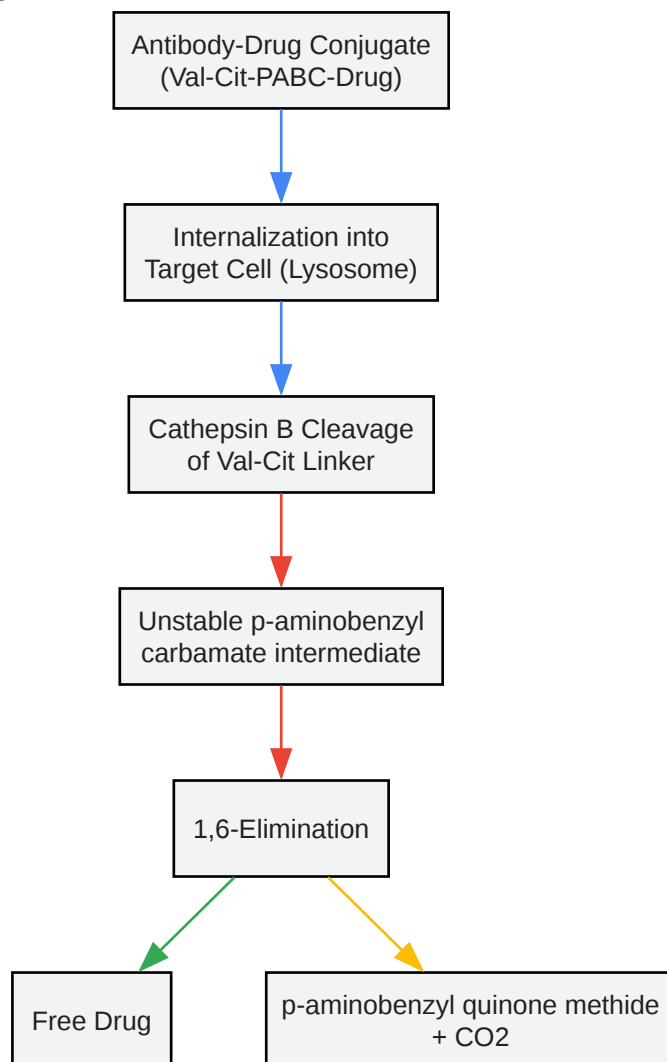 Antibody-Drug Conjugate
(Val-Cit-PABC-Drug)
Internalization into
Target Cell (Lysosome)
Cathepsin B Cleavage
of Val-Cit Linker
Unstable p-aminobenzyl
carbamate intermediate
1,6-Elimination
Free Drug
p-aminobenzyl quinone methide
+ CO2